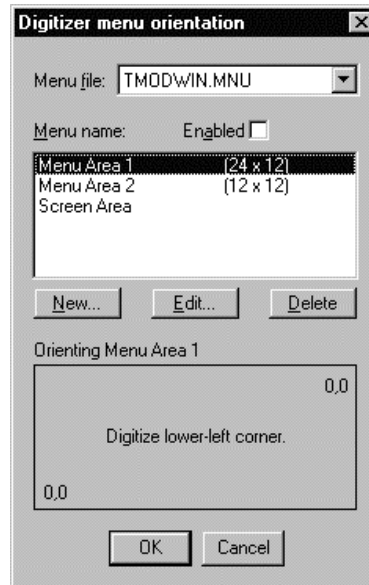 Digitizer menu orientation
Menu file: TMODWIN.MNU
Menu name: Enabled
Menu Area 1 (24 x 12)
Menu Area 2 (12 x 12)
Screen Area
New... Edit... Delete
Orienting Menu Area 1
0,0
Digitize lower-left corner.
0,0
OK Cancel